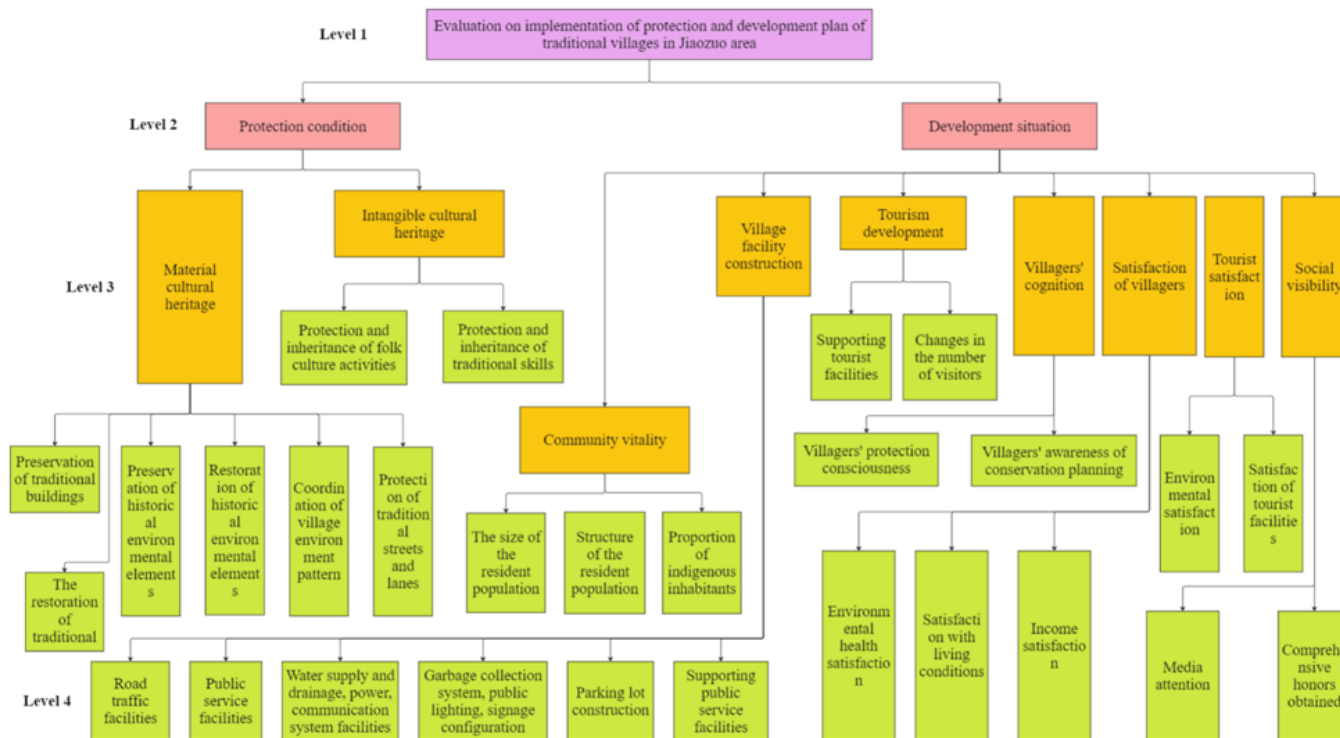 Level 1
Evaluation on implementation of protection and development plan of
traditional villages in Jiaozuo area
Level 2
Protection condition
Development situation
Level 3
Material
cultural
heritage
Intangible cultural
heritage
Village
facility
construction
Tourism
development
Villagers'
cognition
Satisfaction
of villagers
Tourist
satisfact
ion
Social
visibility
Protection and
inheritance of folk
culture activities
Protection and
inheritance of
traditional skills
Supporting
tourist
facilities
Changes in
the number
of visitors
Community vitality
Villagers' protection
consciousness
Villagers' awareness of
conservation planning
Preservation
of traditional
buildings
The
restoration
of
traditional
Preserv
ation of
historic
al
environ
mental
element
s
Restorat
ion of
historic
al
environ
mental
element
s
Coordin
ation of
village
environ
ment
pattern
Protecti
on of
traditio
nal
streets
and
lanes
The size of
the
resident
population
Structure of
the resident
population
Proportion
of
indigenous
inhabitants
Environ
mental
satisfact
ion
Satisfac
tion of
tourist
facilitie
s
Level 4
Road
traffic
facilities
Public
service
facilities
Water supply and
drainage, power,
communication
system facilities
Garbage collection
system, public
lighting, signage
configuration
Parking lot
construction
Supporting
public
service
facilities
Environ
mental
health
satisfactio
n
Satisfacti
on with
living
conditions
Income
satisfactio
n
Media
attention
Compreh
ensive
honors
obtained